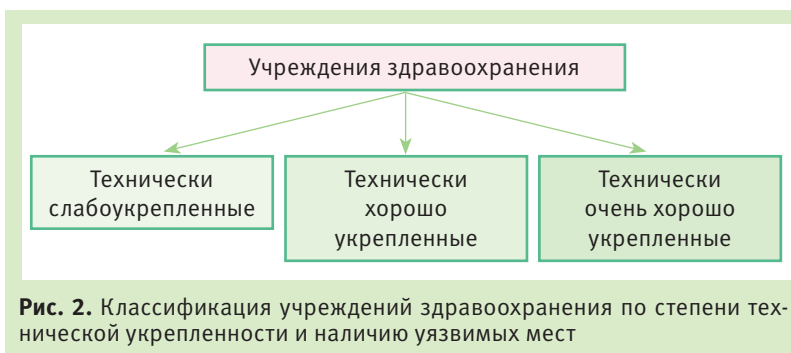 Учреждения здравоохранения
Технически
слабоукрепленные
Технически
хорошо
укрепленные
Технически
очень хорошо
укрепленные
Рис. 2. Классификация учреждений здравоохранения по степени тех-
нической укрепленности и наличию уязвимых мест